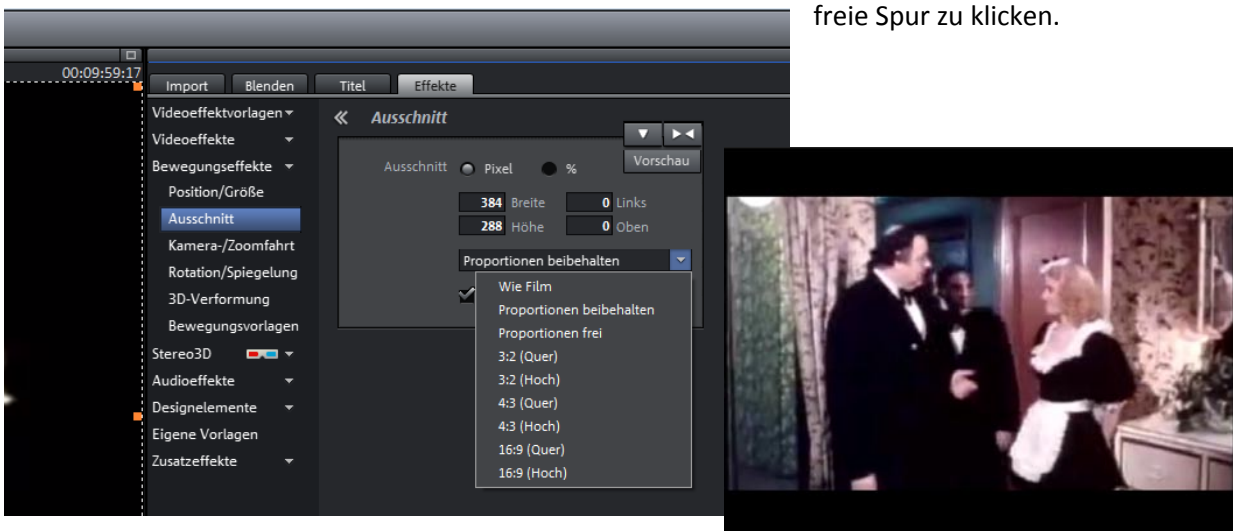 freie Spur zu klicken.
00:09:59:17
Import Blenden Titel Effekte
Videoeffektvorlagen
Videoeffekte
Bewegungseffekte
Position/Größe
Ausschnitt
Kamera-/Zoomfahrt
Rotation/Spiegelung
3D-Verformung
Bewegungsvorlagen
Stereo3D
Audioeffekte
Designelemente
Eigene Vorlagen
Zusatzeffekte
Ausschnitt
Vorschau
Ausschnitt Pixel %
384 Breite 0 Links
288 Höhe 0 Oben
Proportionen beibehalten
Wie Film
Proportionen beibehalten
Proportionen frei
3:2 (Quer)
3:2 (Hoch)
4:3 (Quer)
4:3 (Hoch)
16:9 (Quer)
16:9 (Hoch)